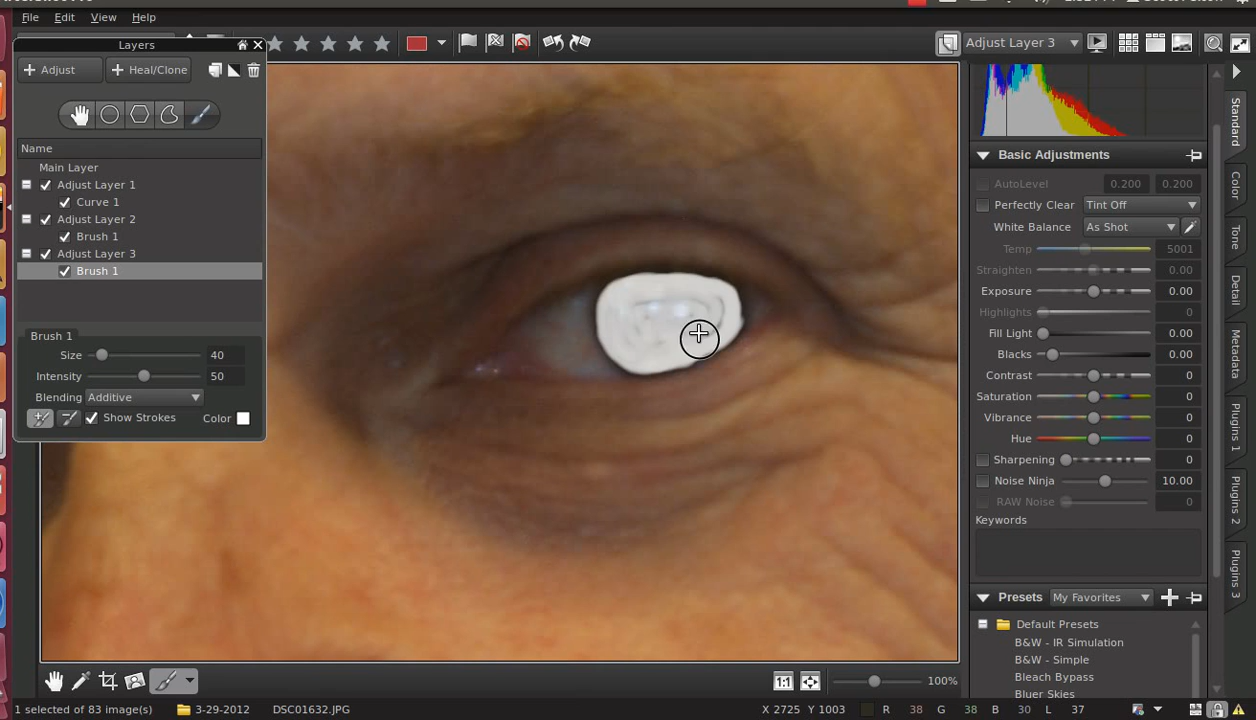 File Edit View Help
Layers
Adjust Heal/Clone
Adjust Layer 3
Name
Main Layer
Adjust Layer 1
Curve 1
Adjust Layer 2
Brush 1
Adjust Layer 3
Brush 1
Brush 1
Size 40
Intensity 50
Blending Additive
Show Strokes Color
Basic Adjustments
AutoLevel 0.200 0.200
Perfectly Clear Tint Off
White Balance As Shot
Temp 5001
Straighten 0.00
Exposure 0.00
Highlights 0.00
Fill Light 0.00
Blacks 0.00
Contrast 0
Saturation 0
Vibrance 0
Hue 0
Sharpening 0
Noise Ninja 10.00
RAW Noise 0
Keywords
Presets My Favorites
Default Presets
B&W - IR Simulation
B&W - Simple
Bleach Bypass
Bluer Skies
Standard
Color
Tone
Detail
Metadata
Plugins 1
Plugins 2
Plugins 3
1:1 100%
1 selected of 83 image(s) 3-29-2012 DSC01632.JPG X 2725 Y 1003 R 38 G 38 B 30 L 37